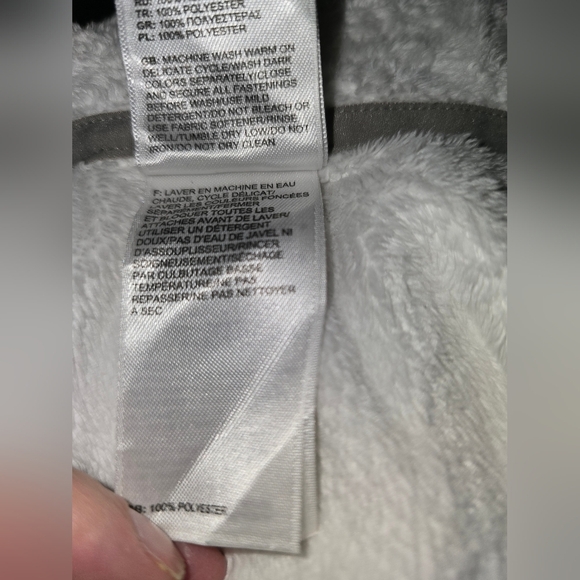 RU: 100% 
TR: 100% POLYESTER
GR: 100% ΠΟΛΥΕΣΤΕΡΑΣ
PL: 100% POLYESTER
GB: MACHINE WASH WARM ON
DELICATE CYCLE/WASH DARK
COLORS SEPARATELY/CLOSE
AND SECURE ALL FASTENINGS
BEFORE WASH/USE MILD
DETERGENT/DO NOT BLEACH OR
USE FABRIC SOFTENER/RINSE
WELL/TUMBLE DRY LOW/DO NOT
IRON/DO NOT DRY CLEAN
F: LAVER EN MACHINE EN EAU
CHAUDE, CYCLE DÉLICAT/
LAVER LES COULEURS FONCÉES
SÉPARÉMENT/FERMER
ET BLOQUER TOUTES LES
ATTACHES AVANT DE LAVER/
UTILISER UN DÉTERGENT
DOUX/PAS D'EAU DE JAVEL NI
D'ASSOUPLISSEUR/RINCER
SOIGNEUSEMENT/SÉCHAGE
PAR CULBUTAGE BASSE
TEMPÉRATURE/NE PAS
REPASSER/NE PAS NETTOYER
A SEC
GB: 100% POLYESTER